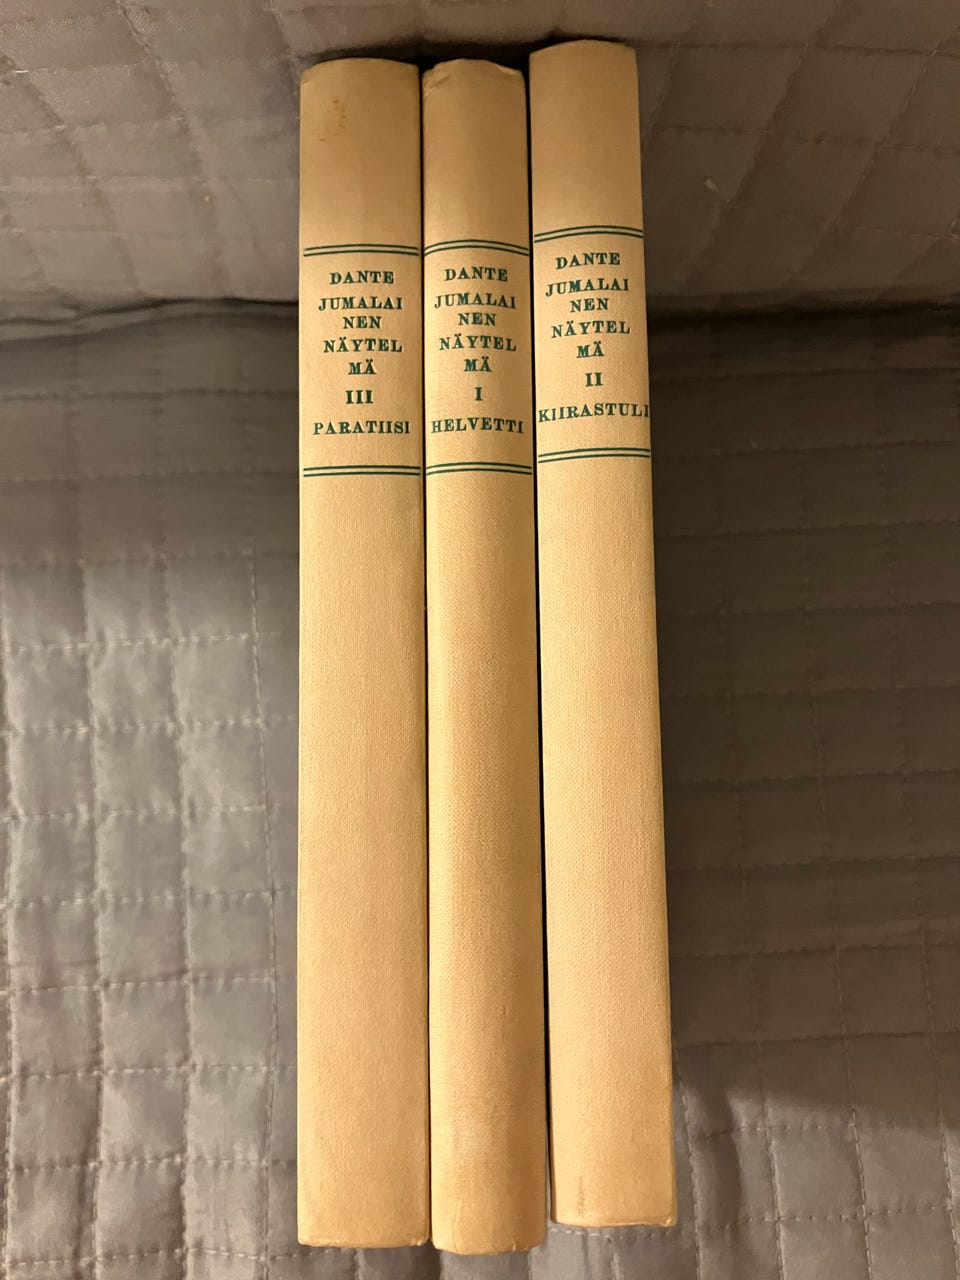 DANTE
JUMALAI
NEN
NÄYTEL
MÄ
III
PARATIISI
DANTE
JUMALAI
NEN
NÄYTEL
MÄ
I
HELVETTI
DANTE
JUMALAI
NEN
NÄYTEL
MÄ
II
KIIRASTULI